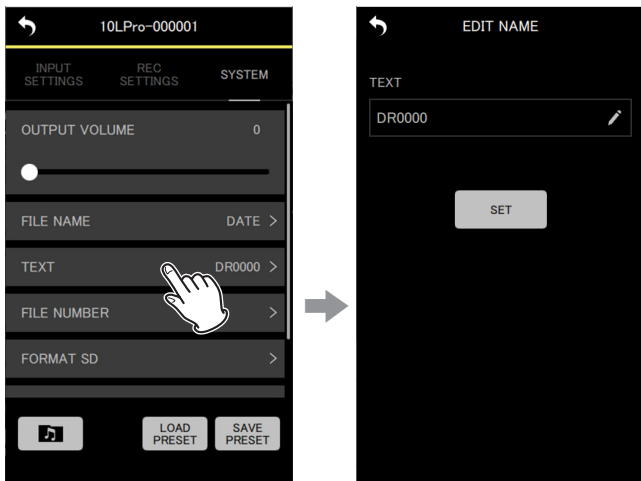 10LPro-000001
INPUT
SETTINGS
REC
SETTINGS
SYSTEM
OUTPUT VOLUME 0
FILE NAME DATE >
TEXT DR0000 >
FILE NUMBER >
FORMAT SD >
LOAD
PRESET
SAVE
PRESET
EDIT NAME
TEXT
DR0000
SET